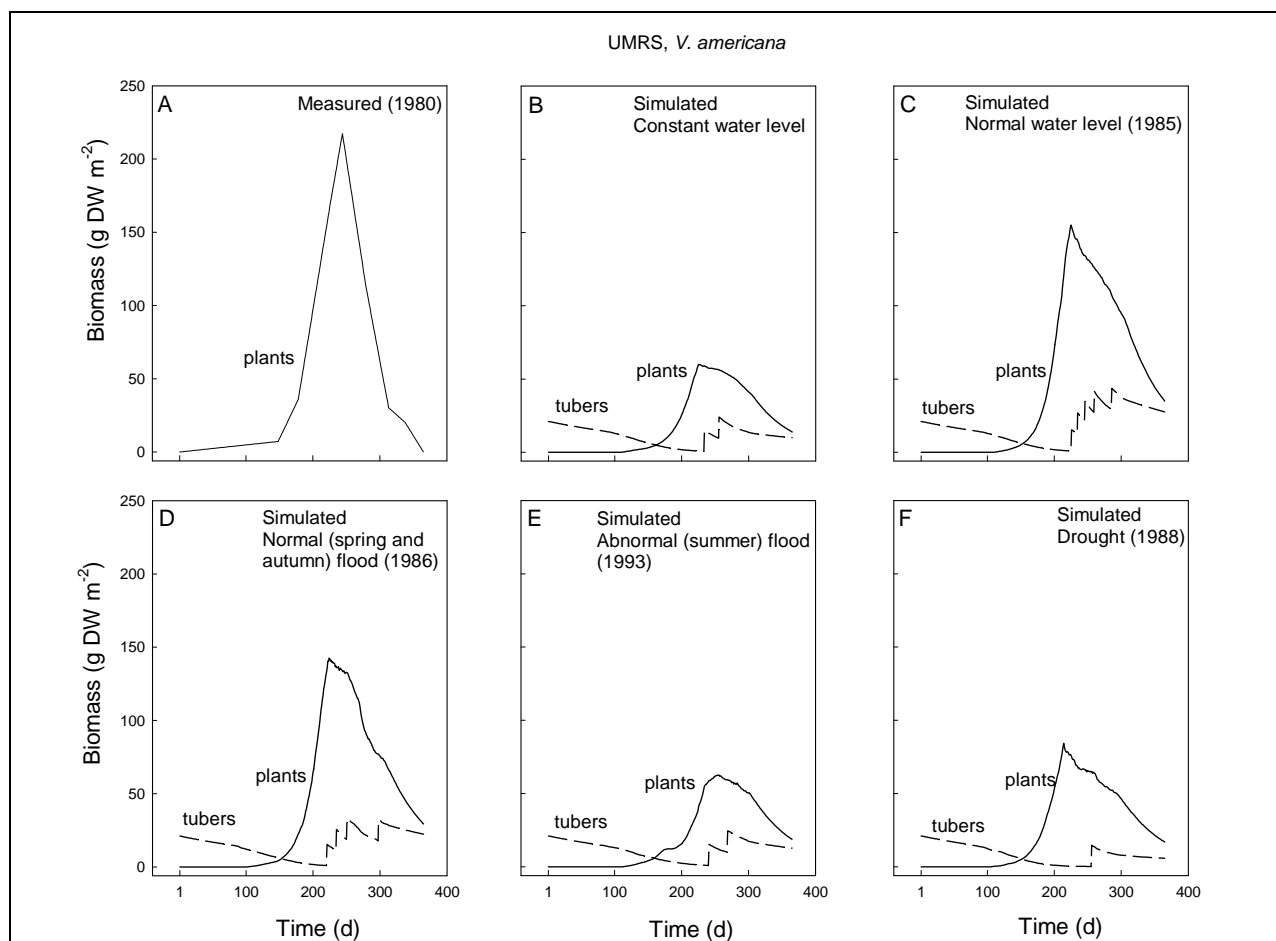 UMRS, V. americana
Biomass (g DW m-2)
250
200
150
100
50
0
A
Measured (1980)
plants
B
Simulated
Constant water level
plants
tubers
C
Simulated
Normal water level (1985)
plants
tubers
Biomass (g DW m-2)
250
200
150
100
50
0
D
Simulated
Normal (spring and
autumn) flood (1986)
plants
tubers
1 100 200 300 400
Time (d)
E
Simulated
Abnormal (summer) flood
(1993)
plants
tubers
1 100 200 300 400
Time (d)
F
Simulated
Drought (1988)
plants
tubers
1 100 200 300 400
Time (d)